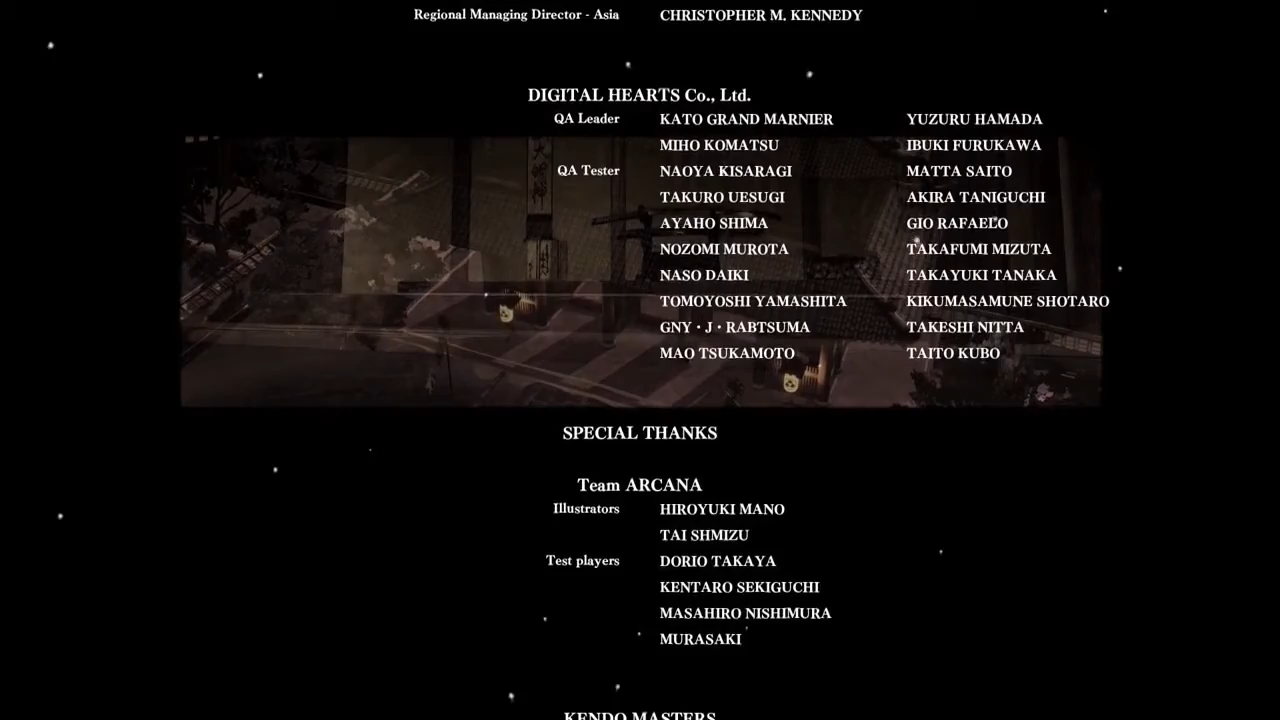 Regional Managing Director - Asia CHRISTOPHER M. KENNEDY
DIGITAL HEARTS Co., Ltd.
QA Leader KATO GRAND MARNIER YUZURU HAMADA
MIHO KOMATSU IBUKI FURUKAWA
QA Tester NAOYA KISARAGI MATTA SAITO
TAKURO UESUGI AKIRA TANIGUCHI
AYAHO SHIMA GIO RAFAELO
NOZOMI MUROTA TAKAFUMI MIZUTA
NASO DAIKI TAKAYUKI TANAKA
TOMOYOSHI YAMASHITA KIKUMASAMUNE SHOTARO
GNY・J・RABTSUMA TAKESHI NITTA
MAO TSUKAMOTO TAITO KUBO
SPECIAL THANKS
Team ARCANA
Illustrators HIROYUKI MANO
TAI SHMIZU
Test players DORIO TAKAYA
KENTARO SEKIGUCHI
MASAHIRO NISHIMURA
MURASAKI
KENDO MASTERS